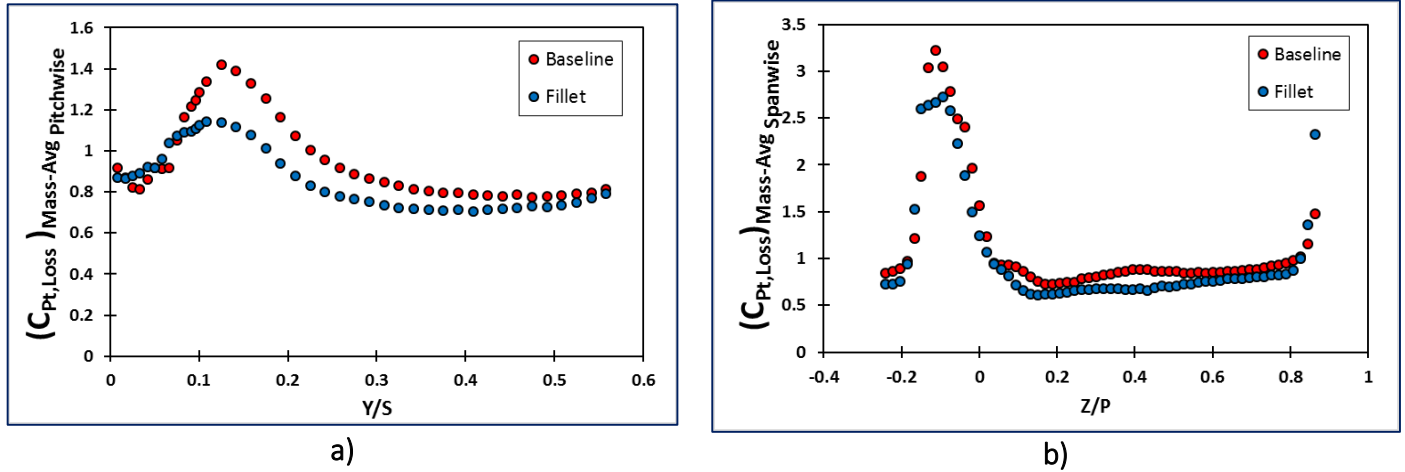 (CPt,Loss )Mass-Avg Pitchwise
1.6
1.4
1.2
1
0.8
0.6
0.4
0.2
0
0 0.1 0.2 0.3 0.4 0.5 0.6
Y/S
Baseline
Fillet
a)
(CPt,Loss)Mass-Avg Spanwise
3.5
3
2.5
2
1.5
1
0.5
0
-0.4 -0.2 0 0.2 0.4 0.6 0.8 1
Z/P
Baseline
Fillet
b)